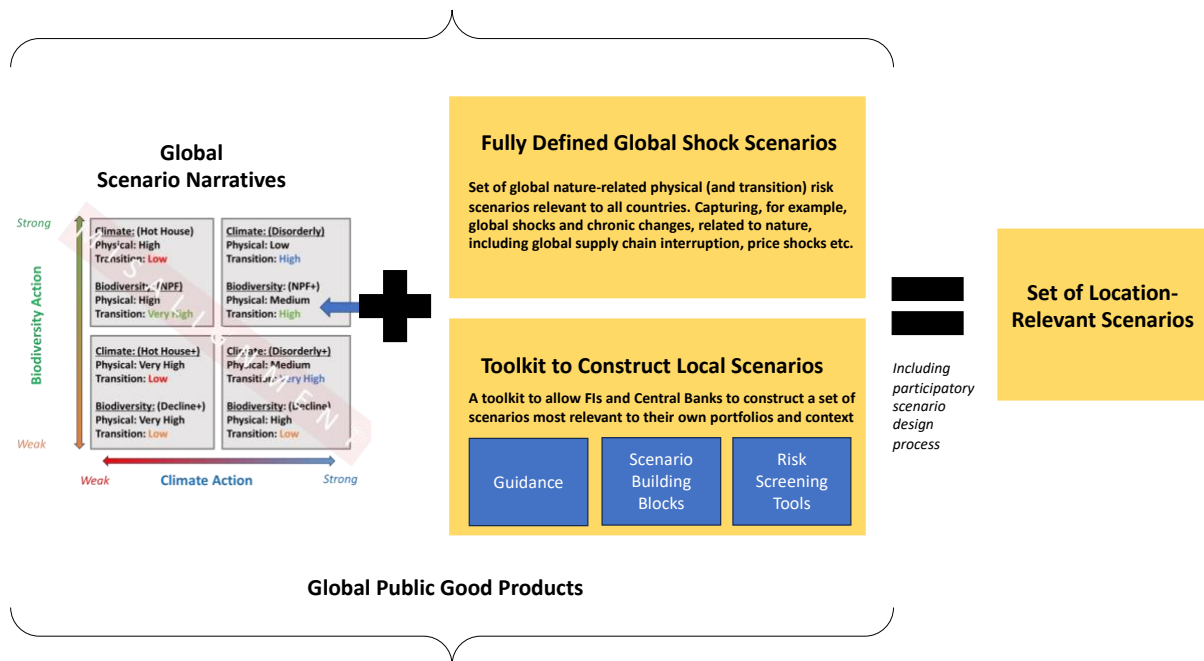 Global
Scenario Narratives
Strong
Biodiversity Action
Weak
Climate: (Hot House)
Physical: High
Transition: Low
Biodiversity: (NPF)
Physical: High
Transition: Very High
Climate: (Disorderly)
Physical: Low
Transition: High
Biodiversity: (NPF+)
Physical: Medium
Transition: High
Climate: (Hot House+)
Physical: Very High
Transition: Low
Biodiversity: (Decline+)
Physical: Very High
Transition: Low
Climate: (Disorderly+)
Physical: Medium
Transition: Very High
Biodiversity: (Decline)
Physical: High
Transition: Low
MISALIGNMENT
Weak
Climate Action
Strong
Fully Defined Global Shock Scenarios
Set of global nature-related physical (and transition) risk
scenarios relevant to all countries. Capturing, for example,
global shocks and chronic changes, related to nature,
including global supply chain interruption, price shocks etc.
Toolkit to Construct Local Scenarios
A toolkit to allow FIs and Central Banks to construct a set of
scenarios most relevant to their own portfolios and context
Guidance
Scenario
Building
Blocks
Risk
Screening
Tools
Including
participatory
scenario
design
process
Set of Location-
Relevant Scenarios
Global Public Good Products